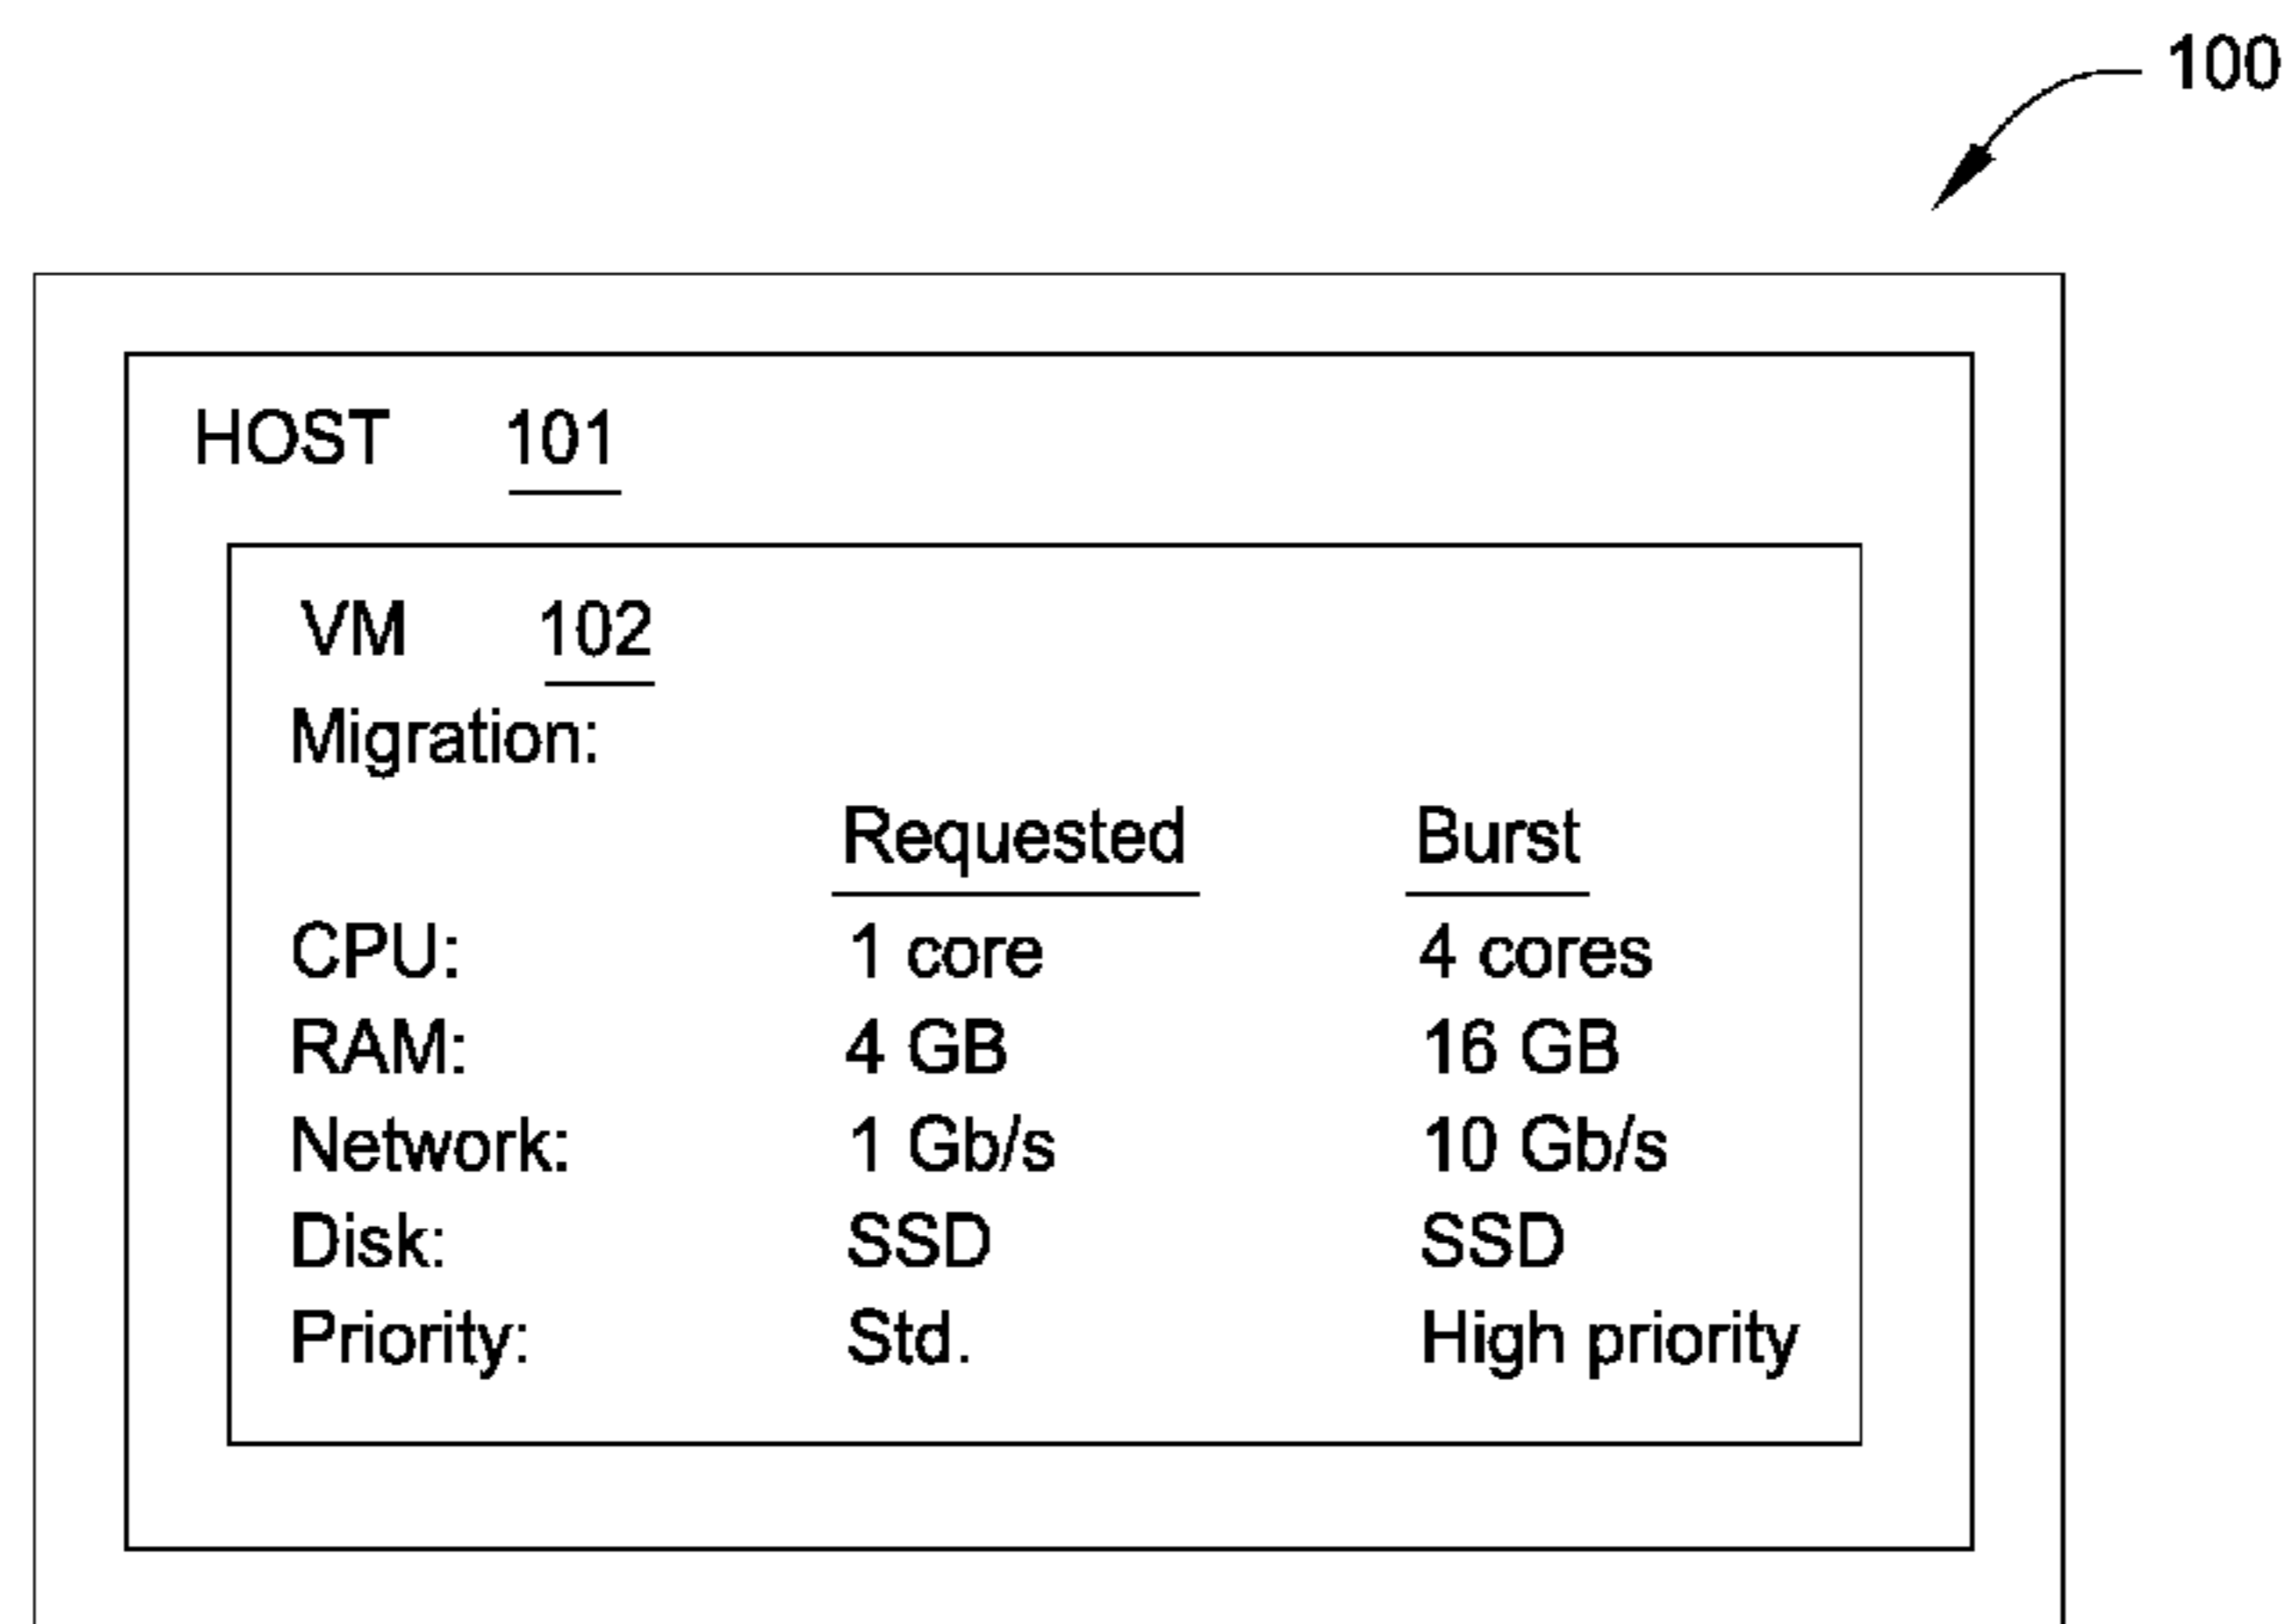 100
HOST 101
VM 102
Migration:
Requested Burst
CPU: 1 core 4 cores
RAM: 4 GB 16 GB
Network: 1 Gb/s 10 Gb/s
Disk: SSD SSD
Priority: Std. High priority